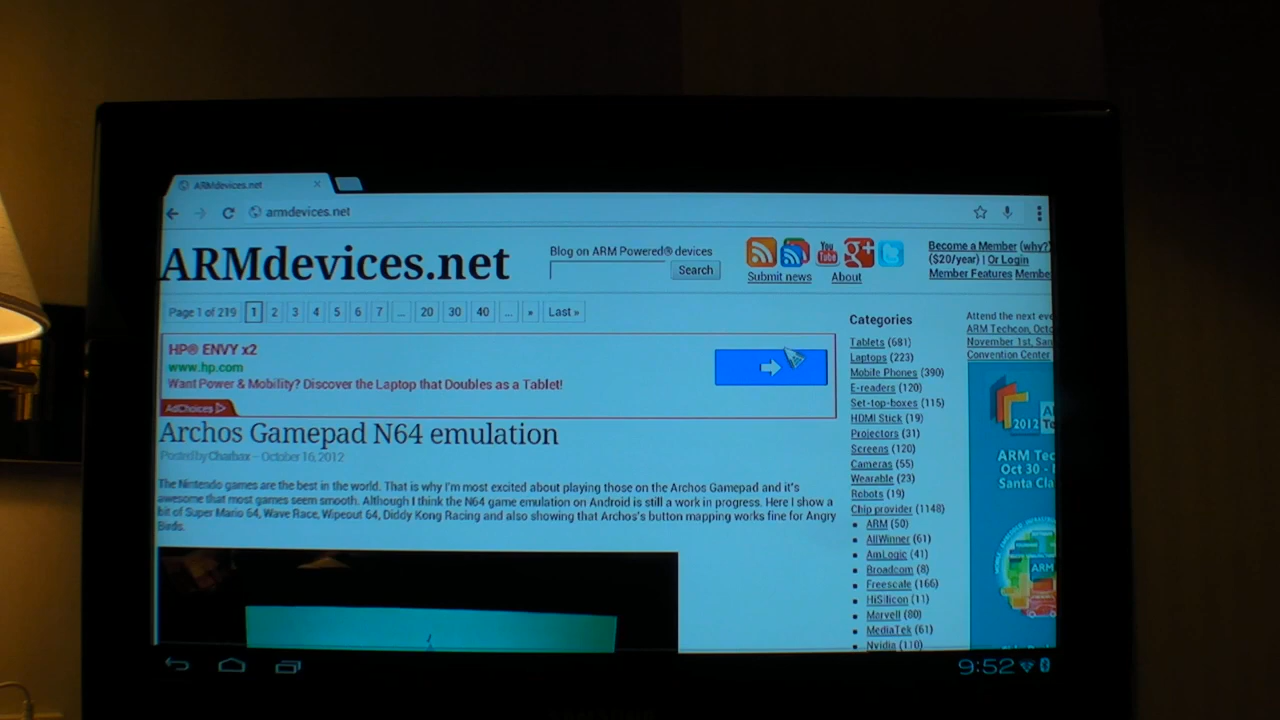 ARMdevices.net
armdevices.net
ARMdevices.net
Blog on ARM Powered® devices
Search
Submit news
You
Tube
g+
About
Become a Member (why?)
($20/year) | Or Login
Member Features Membe
Page 1 of 219 1 2 3 4 5 6 7 ... 20 30 40 ... » Last »
HP® ENVY x2
www.hp.com
Want Power & Mobility? Discover the Laptop that Doubles as a Tablet!
AdChoices
Archos Gamepad N64 emulation
Posted by Charbax – October 16, 2012
The Nintendo games are the best in the world. That is why I'm most excited about playing those on the Archos Gamepad and it's
awesome that most games seem smooth. Although I think the N64 game emulation on Android is still a work in progress. Here I show a
bit of Super Mario 64, Wave Race, Wipeout 64, Diddy Kong Racing and also showing that Archos's button mapping works fine for Angry
Birds.
Categories
Tablets (681)
Laptops (223)
Mobile Phones (390)
E-readers (120)
Set-top-boxes (115)
HDMI Stick (19)
Projectors (31)
Screens (120)
Cameras (55)
Wearable (23)
Robots (19)
Chip provider (1148)
ARM (50)
AllWinner (61)
AmLogic (41)
Broadcom (8)
Freescale (166)
HiSilicon (11)
Marvell (80)
MediaTek (61)
Nvidia (110)
Attend the next eve
ARM Techcon, Octo
November 1st, San
Convention Center
2012
ARM Tec
Oct 30 -
Santa Cla
ARM
9:52